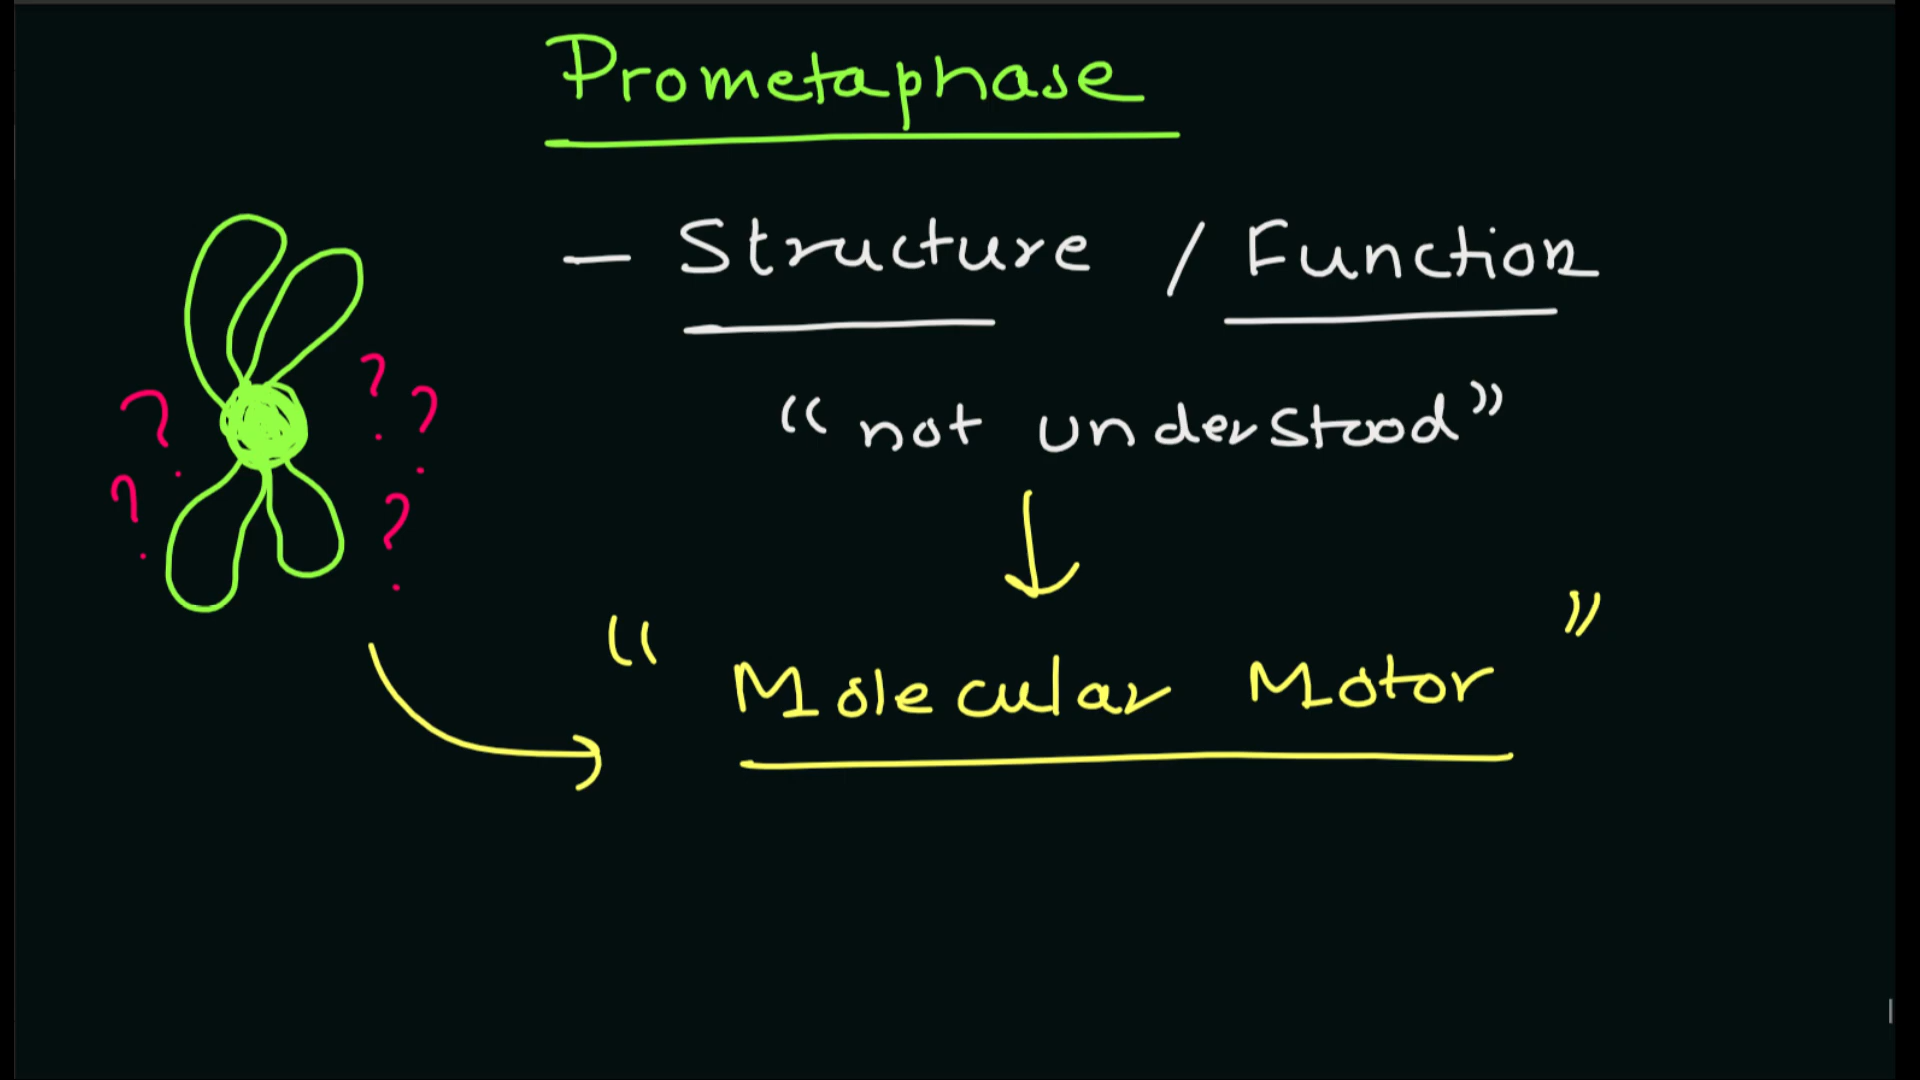 Prometaphase
- Structure / Function
"not understood"
"Molecular Motor"
? ? ? ? ?